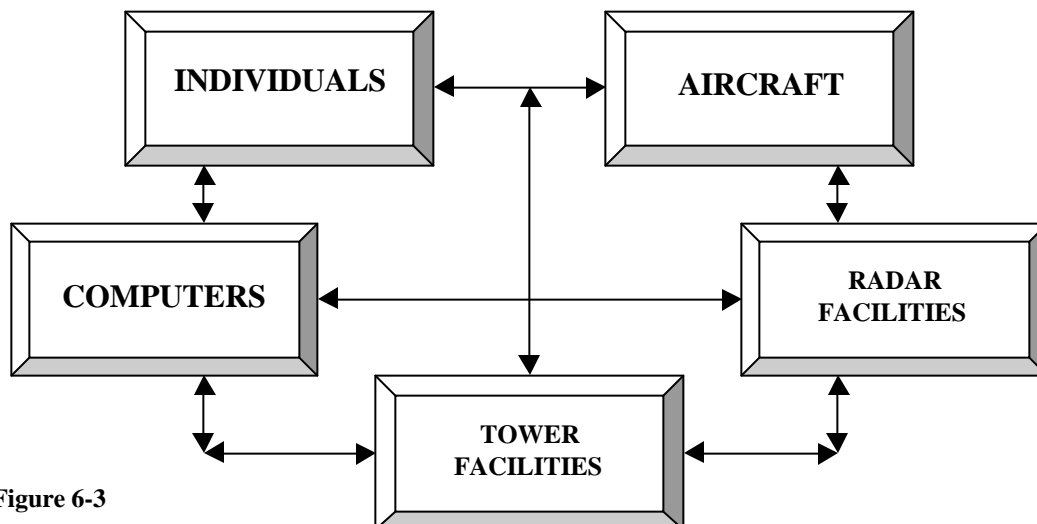 INDIVIDUALS
AIRCRAFT
COMPUTERS
RADAR
FACILITIES
TOWER
FACILITIES
Figure 6-3